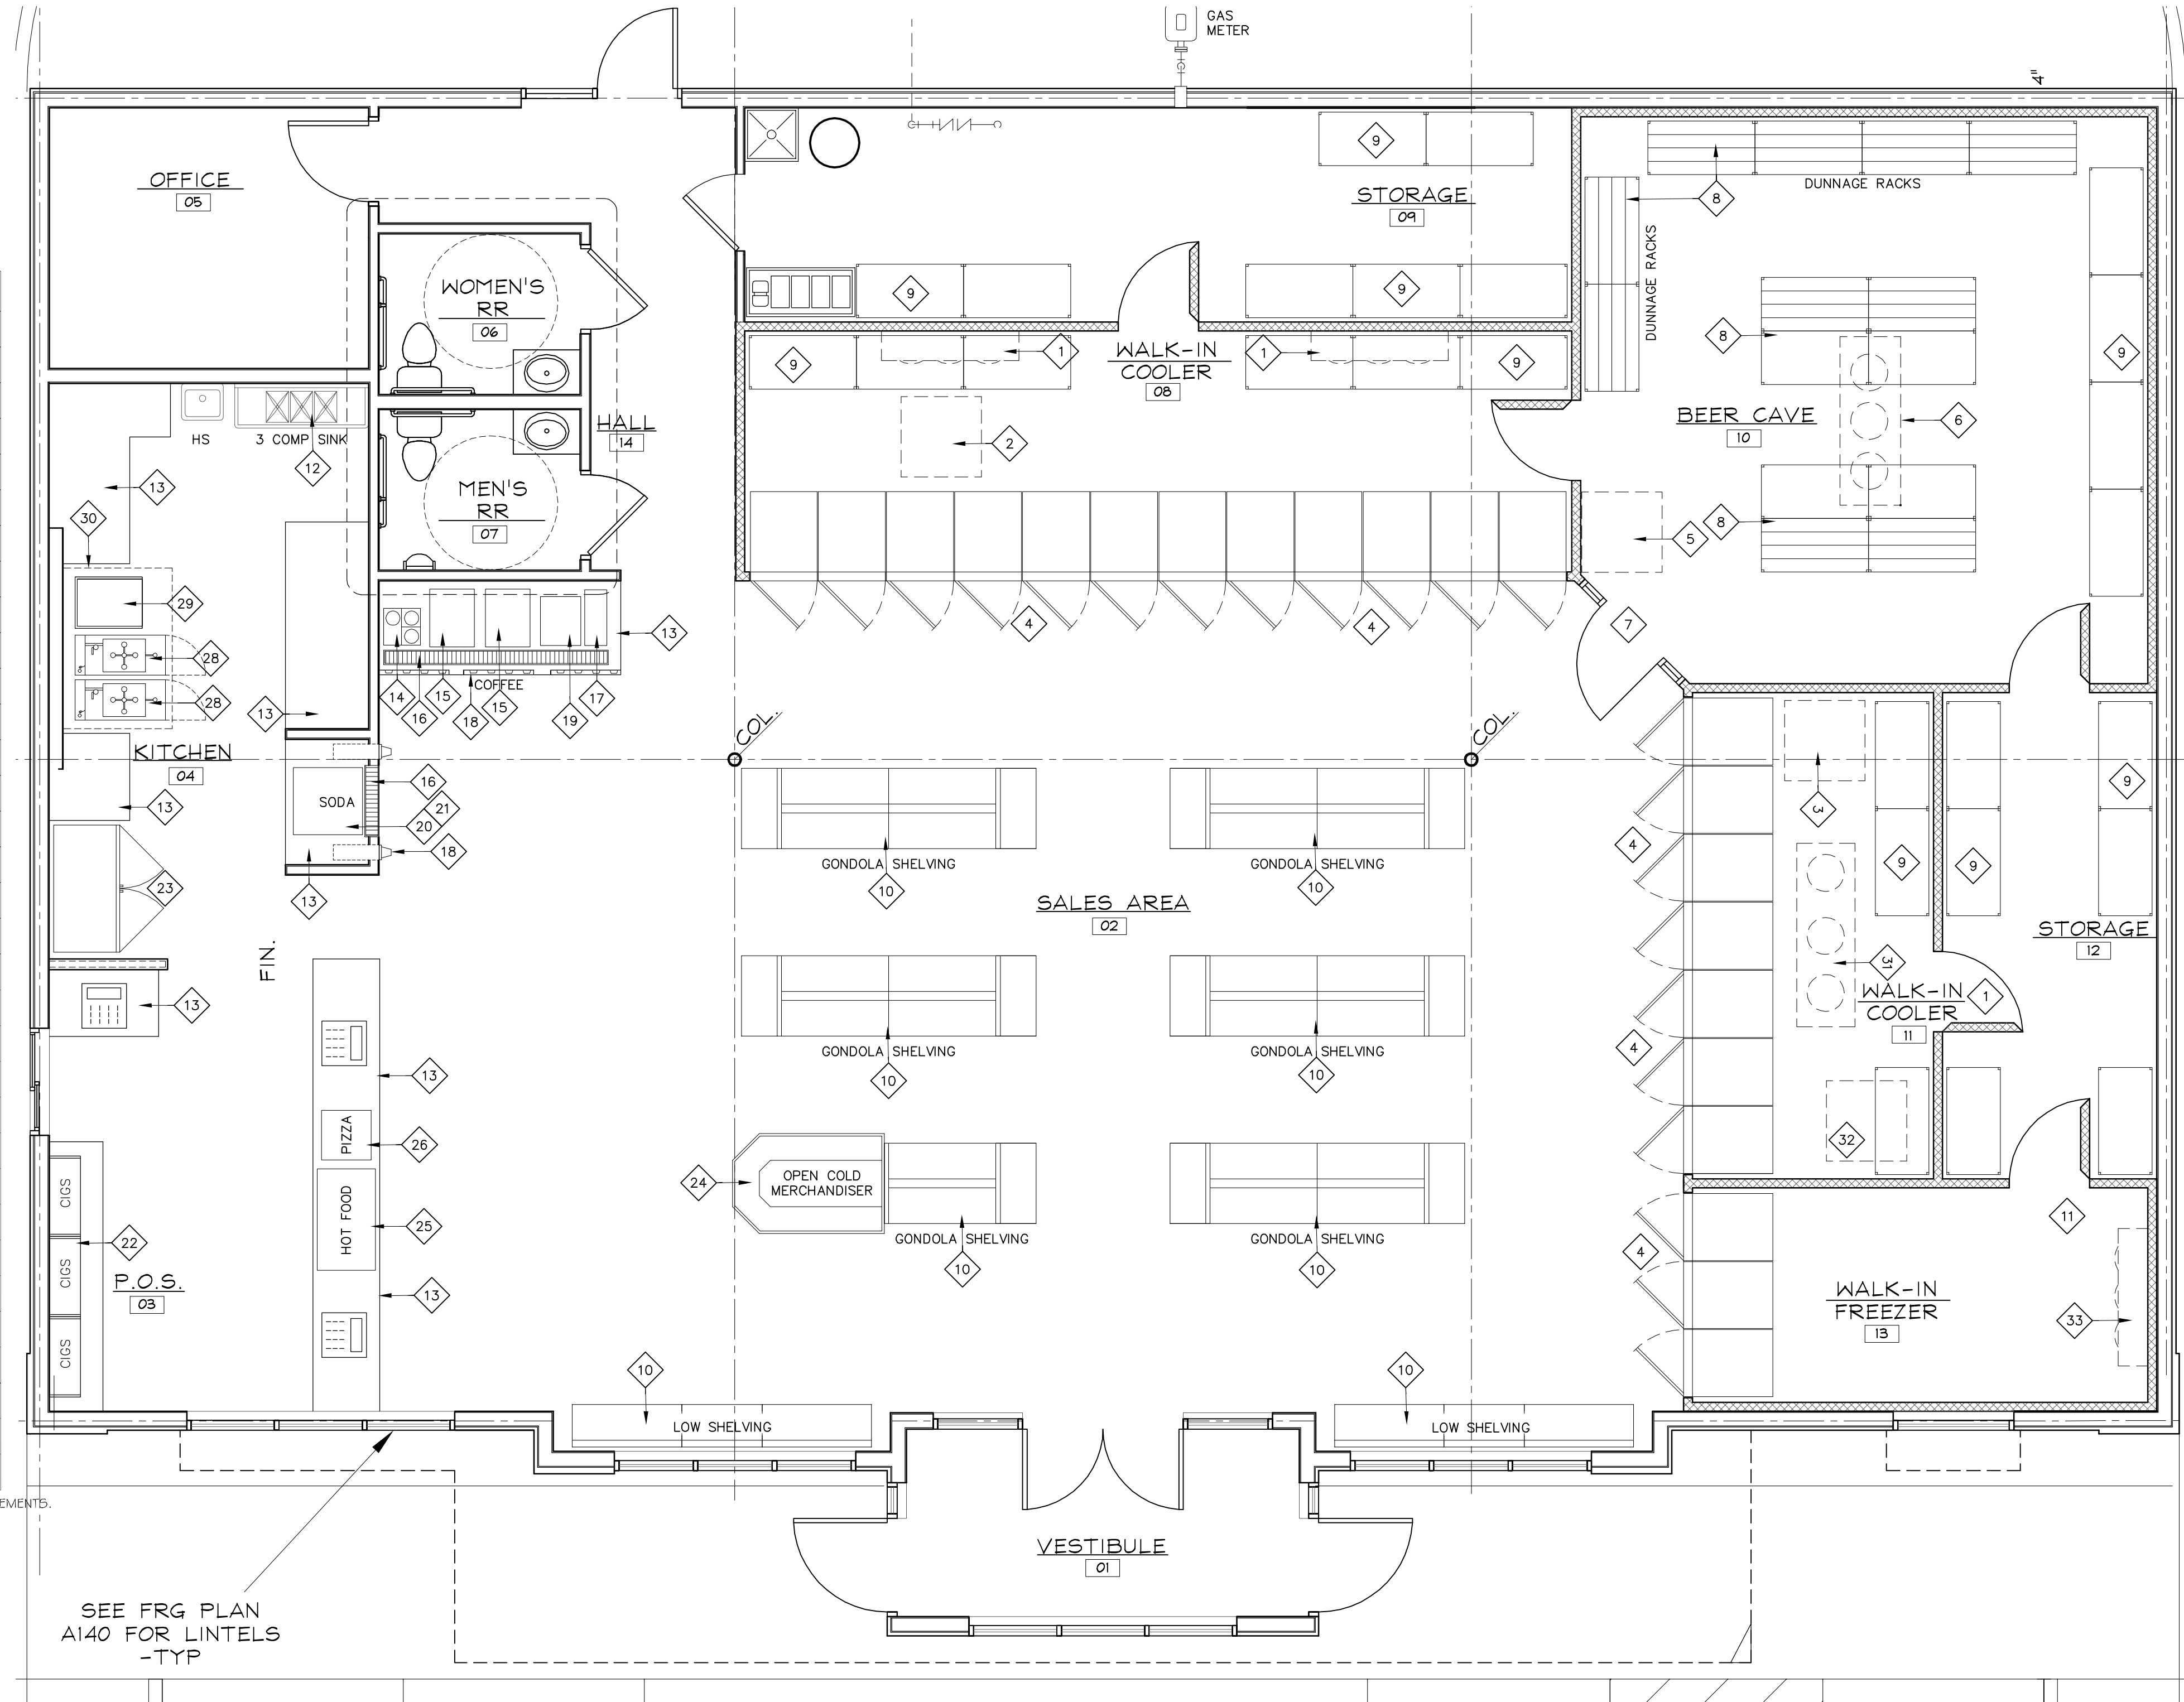 GAS
METER
4"
OFFICE
05
9
STORAGE
09
8
DUNNAGE RACKS
8
DUNNAGE RACKS
WOMEN'S
RR
06
9
9
8
9
1
WALK-IN
COOLER
08
1
9
9
HS
3 COMP SINK
12
HALL
14
2
BEER CAVE
10
6
13
MEN'S
RR
07
30
5
8
29
13
4
4
7
28
28
14
15
COFFEE
16
18
15
19
17
13
COL.
COL.
KITCHEN
04
16
SODA
21
20
13
18
3
9
4
GONDOLA SHELVING
10
GONDOLA SHELVING
10
9
9
23
13
SALES AREA
02
STORAGE
12
FIN.
31
WALK-IN
COOLER
11
1
13
GONDOLA SHELVING
10
GONDOLA SHELVING
10
4
13
PIZZA
26
32
24
OPEN COLD
MERCHANDISER
CIGS
HOT FOOD
25
11
22
GONDOLA SHELVING
10
GONDOLA SHELVING
10
4
CIGS
P.O.S.
03
13
WALK-IN
FREEZER
13
33
CIGS
10
LOW SHELVING
10
LOW SHELVING
EMENTS.
VESTIBULE
01
SEE FRG PLAN
A140 FOR LINTELS
-TYP